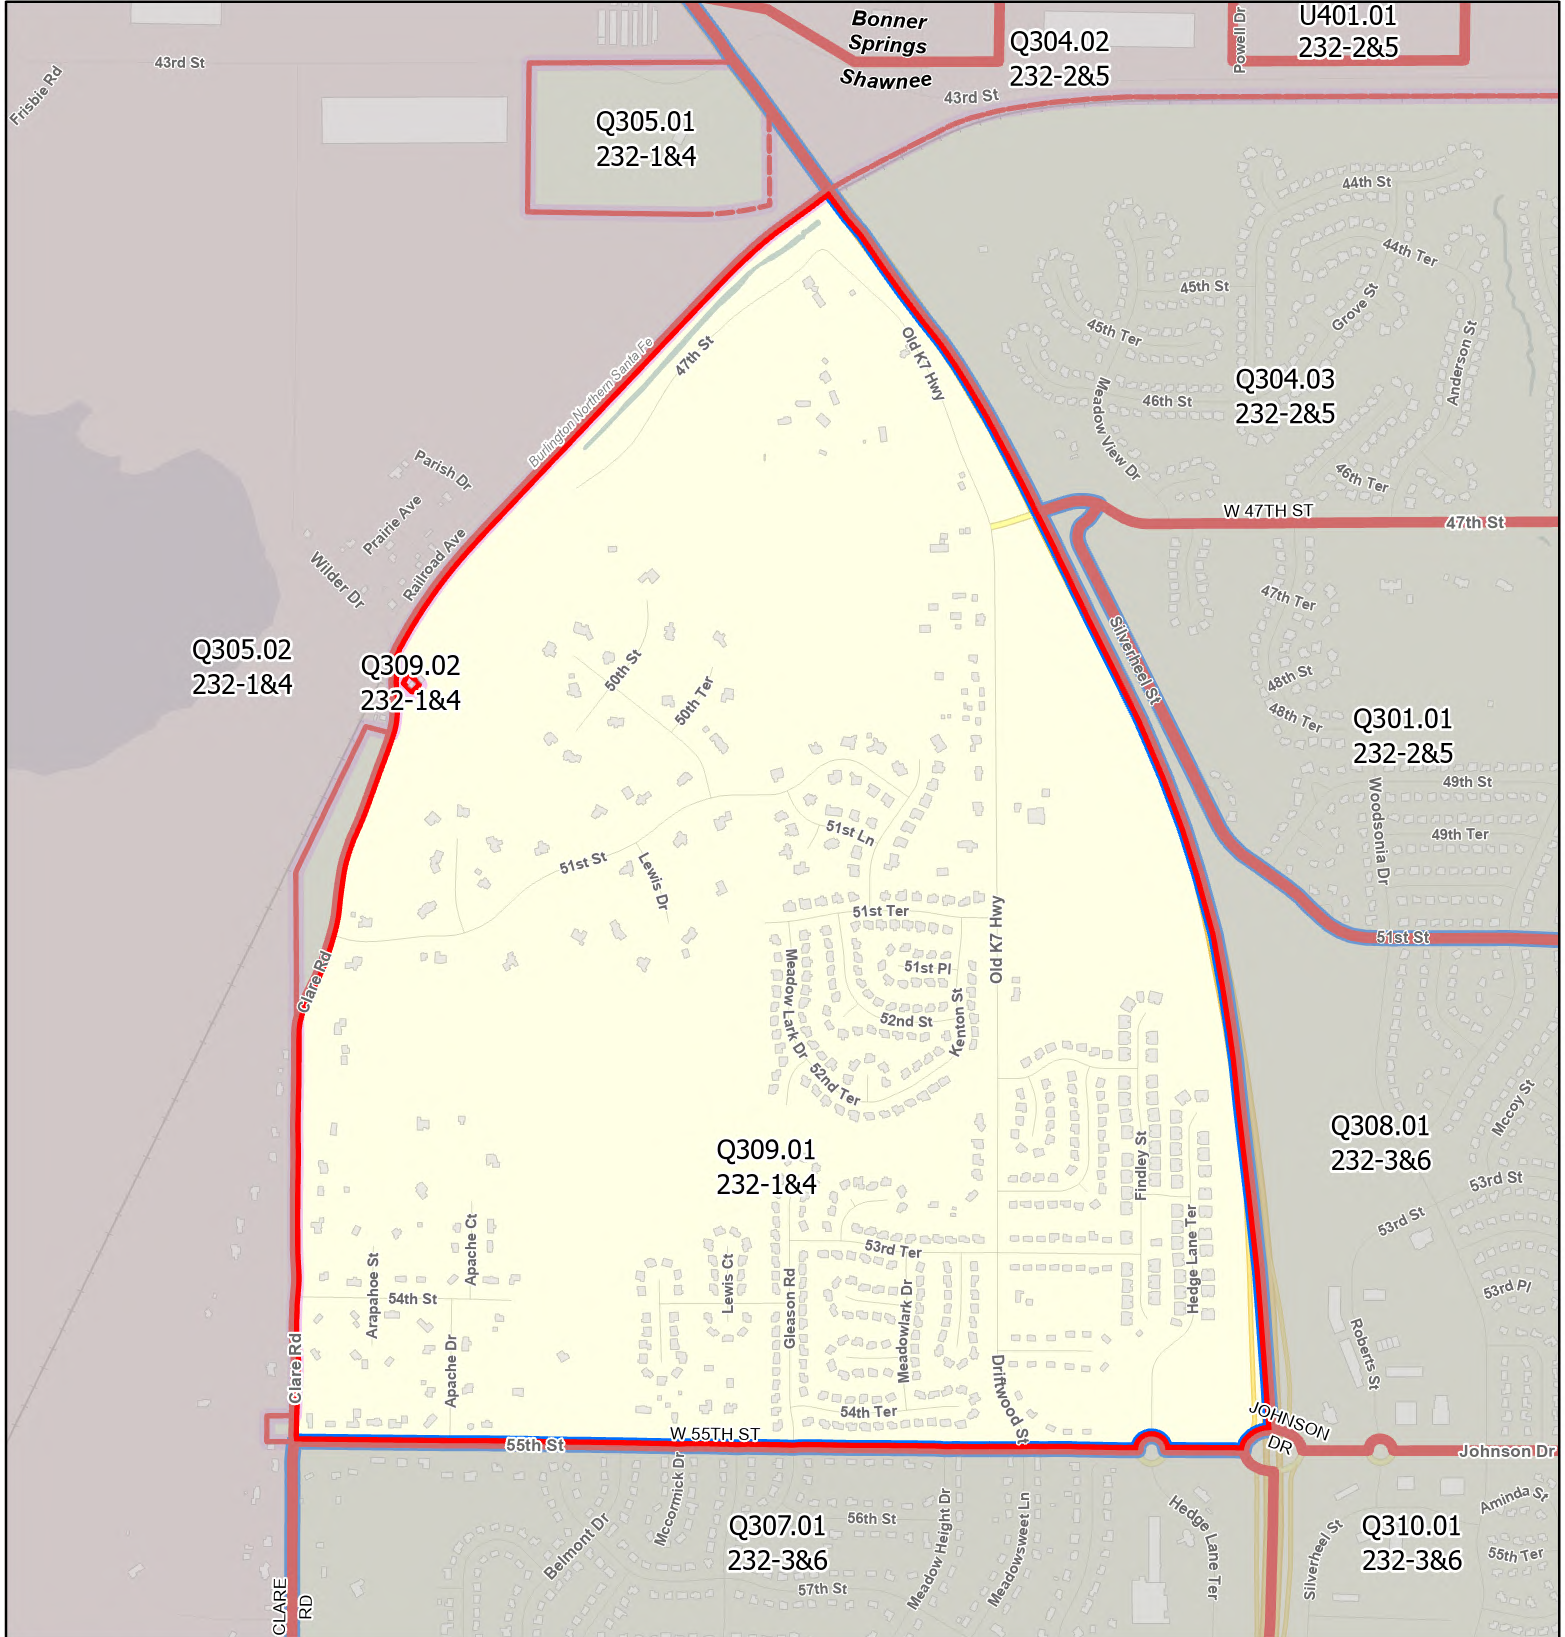 Bonner
Springs
Shawnee
Q304.02
232-2&5
U401.01
232-2&5
Powell Dr
43rd St
43rd St
Frisbie Rd
Q305.01
232-1&4
44th St
44th Ter
45th St
45th Ter
Grove St
Anderson St
Q304.03
232-2&5
Meadow View Dr
46th St
46th Ter
Old K7 Hwy
47th St
Burlington Northern Santa Fe
Parish Dr
Prairie Ave
Railroad Ave
Wilder Dr
W 47TH ST
47th St
47th Ter
Silverheel St
48th St
48th Ter
Q305.02
232-1&4
Q309.02
232-1&4
50th St
50th Ter
Q301.01
232-2&5
49th St
49th Ter
Woodsonia Dr
51st Ln
51st St
Lewis Dr
51st Ter
Old K7 Hwy
51st St
51st Pl
Meadow Lark Dr
52nd St
Kenton St
52nd Ter
Clare Rd
Mccoy St
Q308.01
232-3&6
Q309.01
232-1&4
Findley St
53rd St
53rd St
53rd Pl
53rd Ter
Hedge Lane Ter
Apache Ct
Arapahoe St
54th St
Apache Dr
Lewis Ct
Gleason Rd
Meadowlark Dr
Driftwood St
Roberts St
Clare Rd
54th Ter
W 55TH ST
55th St
JOHNSON
DR
Johnson Dr
Mccormick Dr
Belmont Dr
Q307.01
232-3&6
56th St
57th St
Meadow Height Dr
Meadowsweet Ln
Hedge Lane Ter
Silverheel St
Q310.01
232-3&6
Aminda St
55th Ter
CLARE
RD